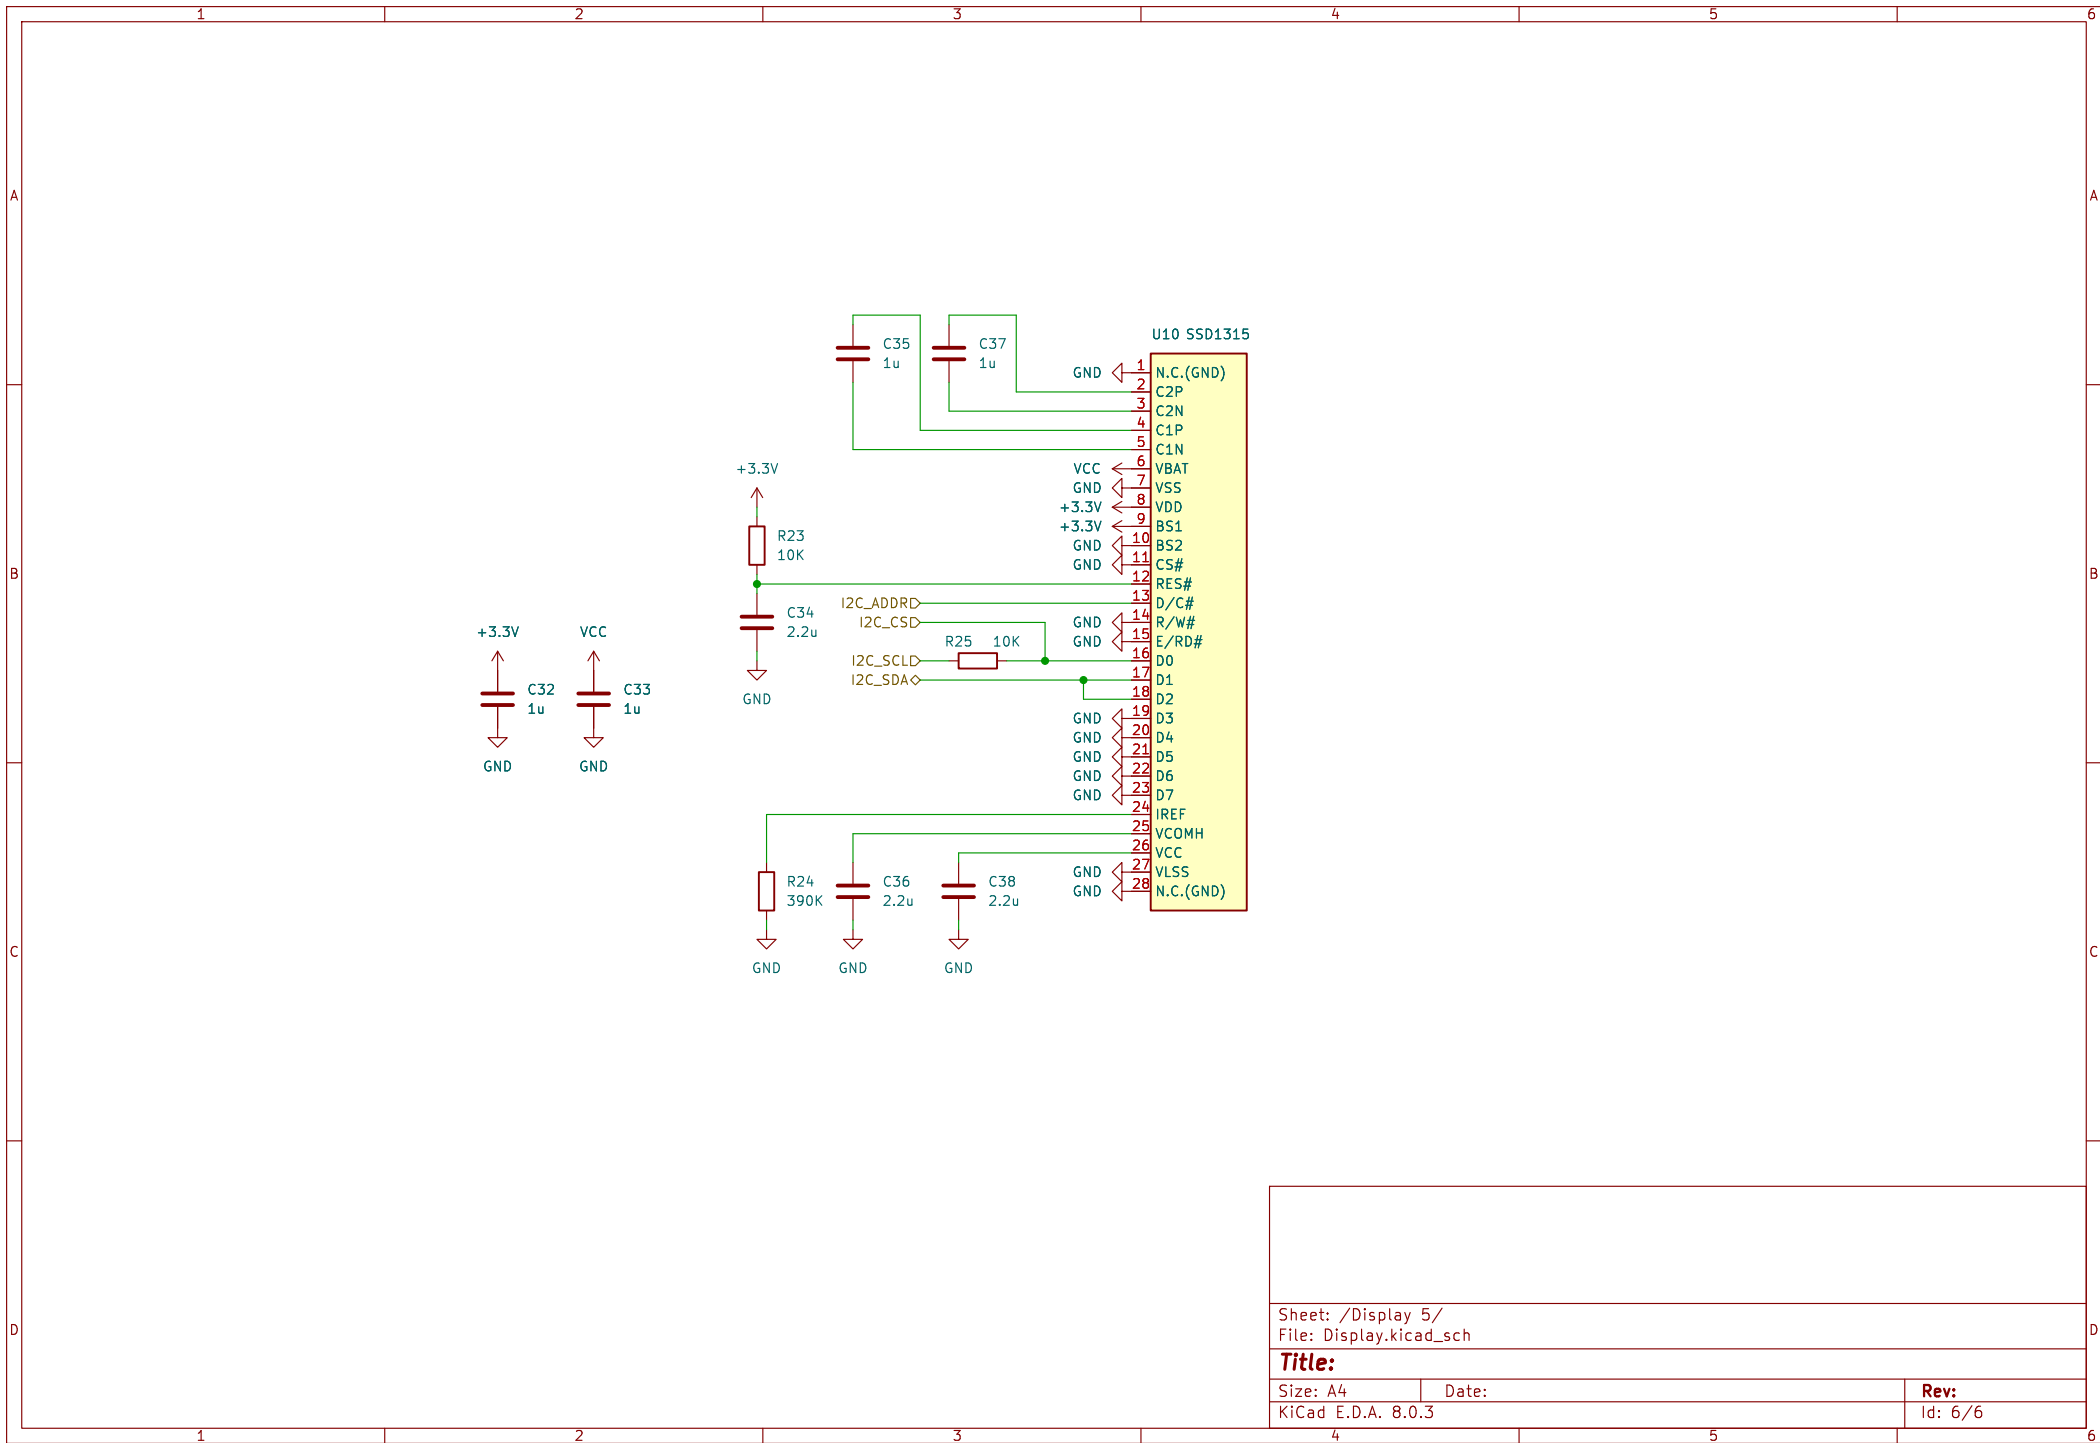 1 2 3 4 5 6
A A
B B
C C
D D
C35
1u
C37
1u
U10 SSD1315
GND 1 N.C.(GND)
2 C2P
3 C2N
4 C1P
5 C1N
VCC 6 VBAT
GND 7 VSS
+3.3V 8 VDD
+3.3V 9 BS1
GND 10 BS2
GND 11 CS#
12 RES#
I2C_ADDR 13 D/C#
I2C_CS GND 14 R/W#
GND 15 E/RD#
I2C_SCL 16 D0
I2C_SDA 17 D1
18 D2
GND 19 D3
GND 20 D4
GND 21 D5
GND 22 D6
GND 23 D7
24 IREF
25 VCOMH
26 VCC
GND 27 VLSS
GND 28 N.C.(GND)
+3.3V
R23
10K
C34
2.2u
GND
R25 10K
+3.3V
C32
1u
GND
VCC
C33
1u
GND
R24
390K
GND
C36
2.2u
GND
C38
2.2u
GND
Sheet: /Display 5/
File: Display.kicad_sch
Title:
Size: A4 Date: Rev:
KiCad E.D.A. 8.0.3 Id: 6/6
1 2 3 4 5 6